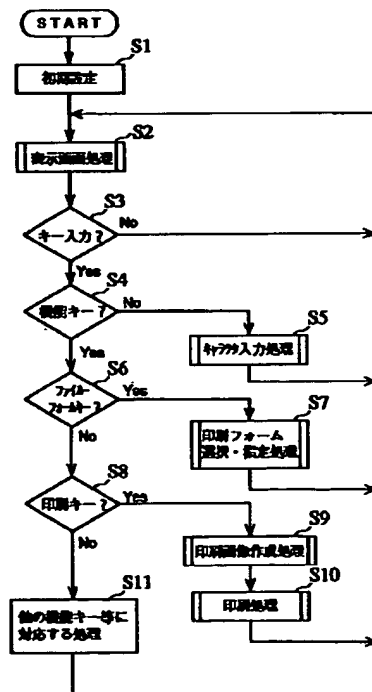 START
S1
初期設定
S2
表示画面処理
S3
キー入力?
No
Yes
S4
機能キー?
No
Yes
S5
キャラクタ入力処理
S6
ファイル・
フォームキー?
Yes
No
S7
印刷フォーム
選択・指定処理
S8
印刷キー?
Yes
No
S9
印刷画像作成処理
S10
印刷処理
S11
他の機能キー等に
対応する処理